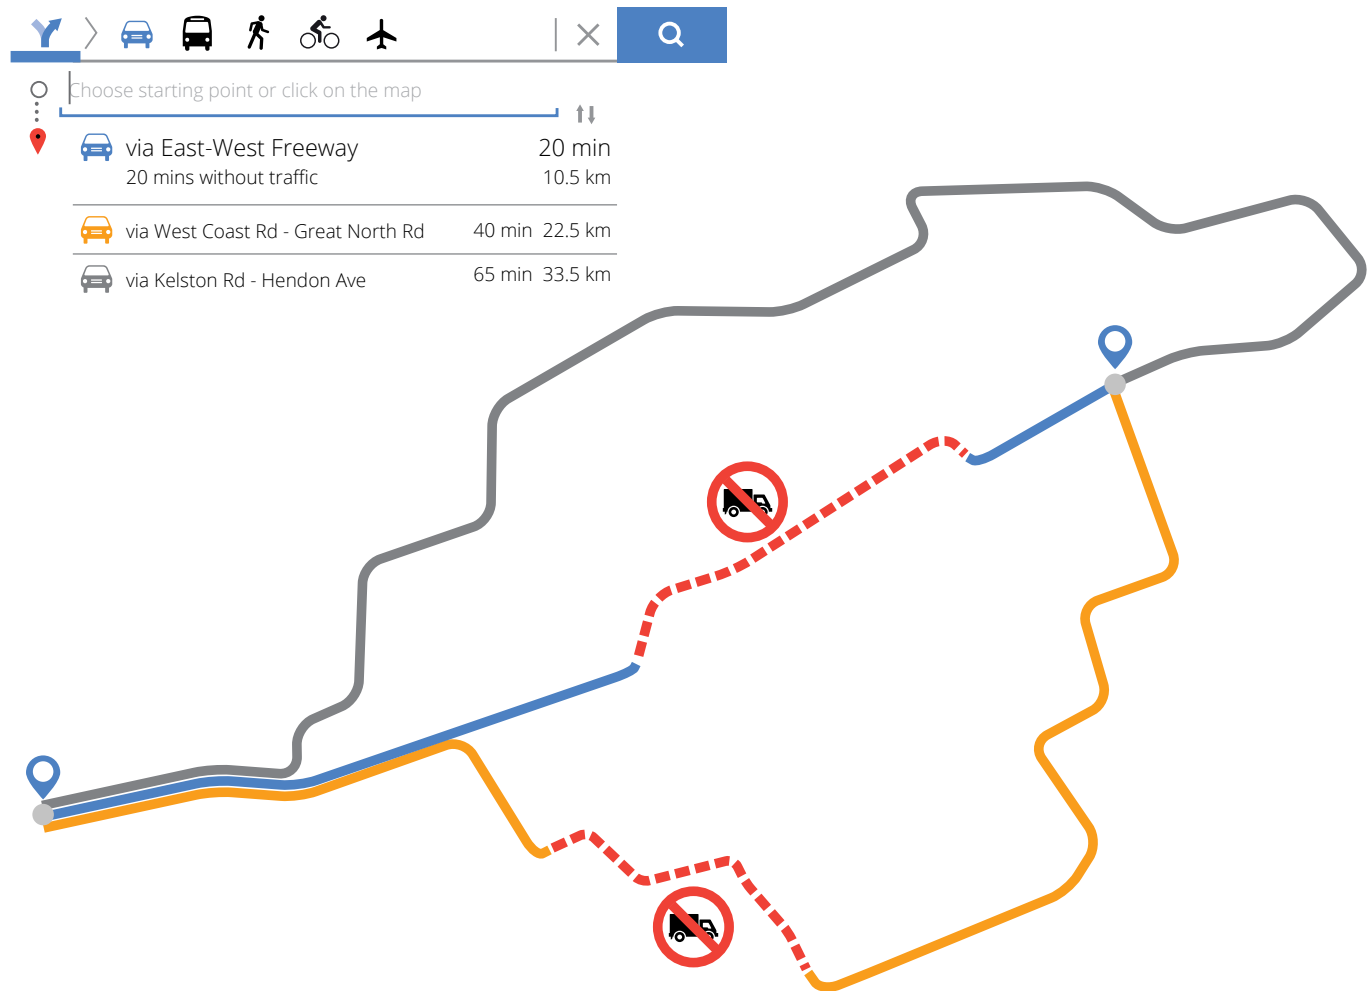 Choose starting point or click on the map
via East-West Freeway 20 min
20 mins without traffic 10.5 km
via West Coast Rd - Great North Rd 40 min 22.5 km
via Kelston Rd - Hendon Ave 65 min 33.5 km